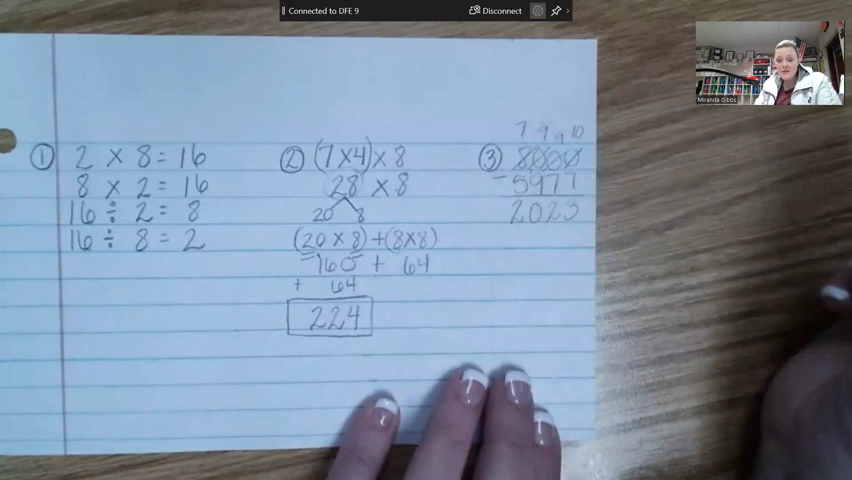 Connected to DFE 9
Disconnect
Miranda Gibbs
① 2 × 8 = 16
8 × 2 = 16
16 ÷ 2 = 8
16 ÷ 8 = 2
② (7 × 4) × 8
28 × 8
20 8
(20 × 8) + (8 × 8)
160 + 64
+ 64
224
7 9 9 10
③ 8000
- 5977
2023